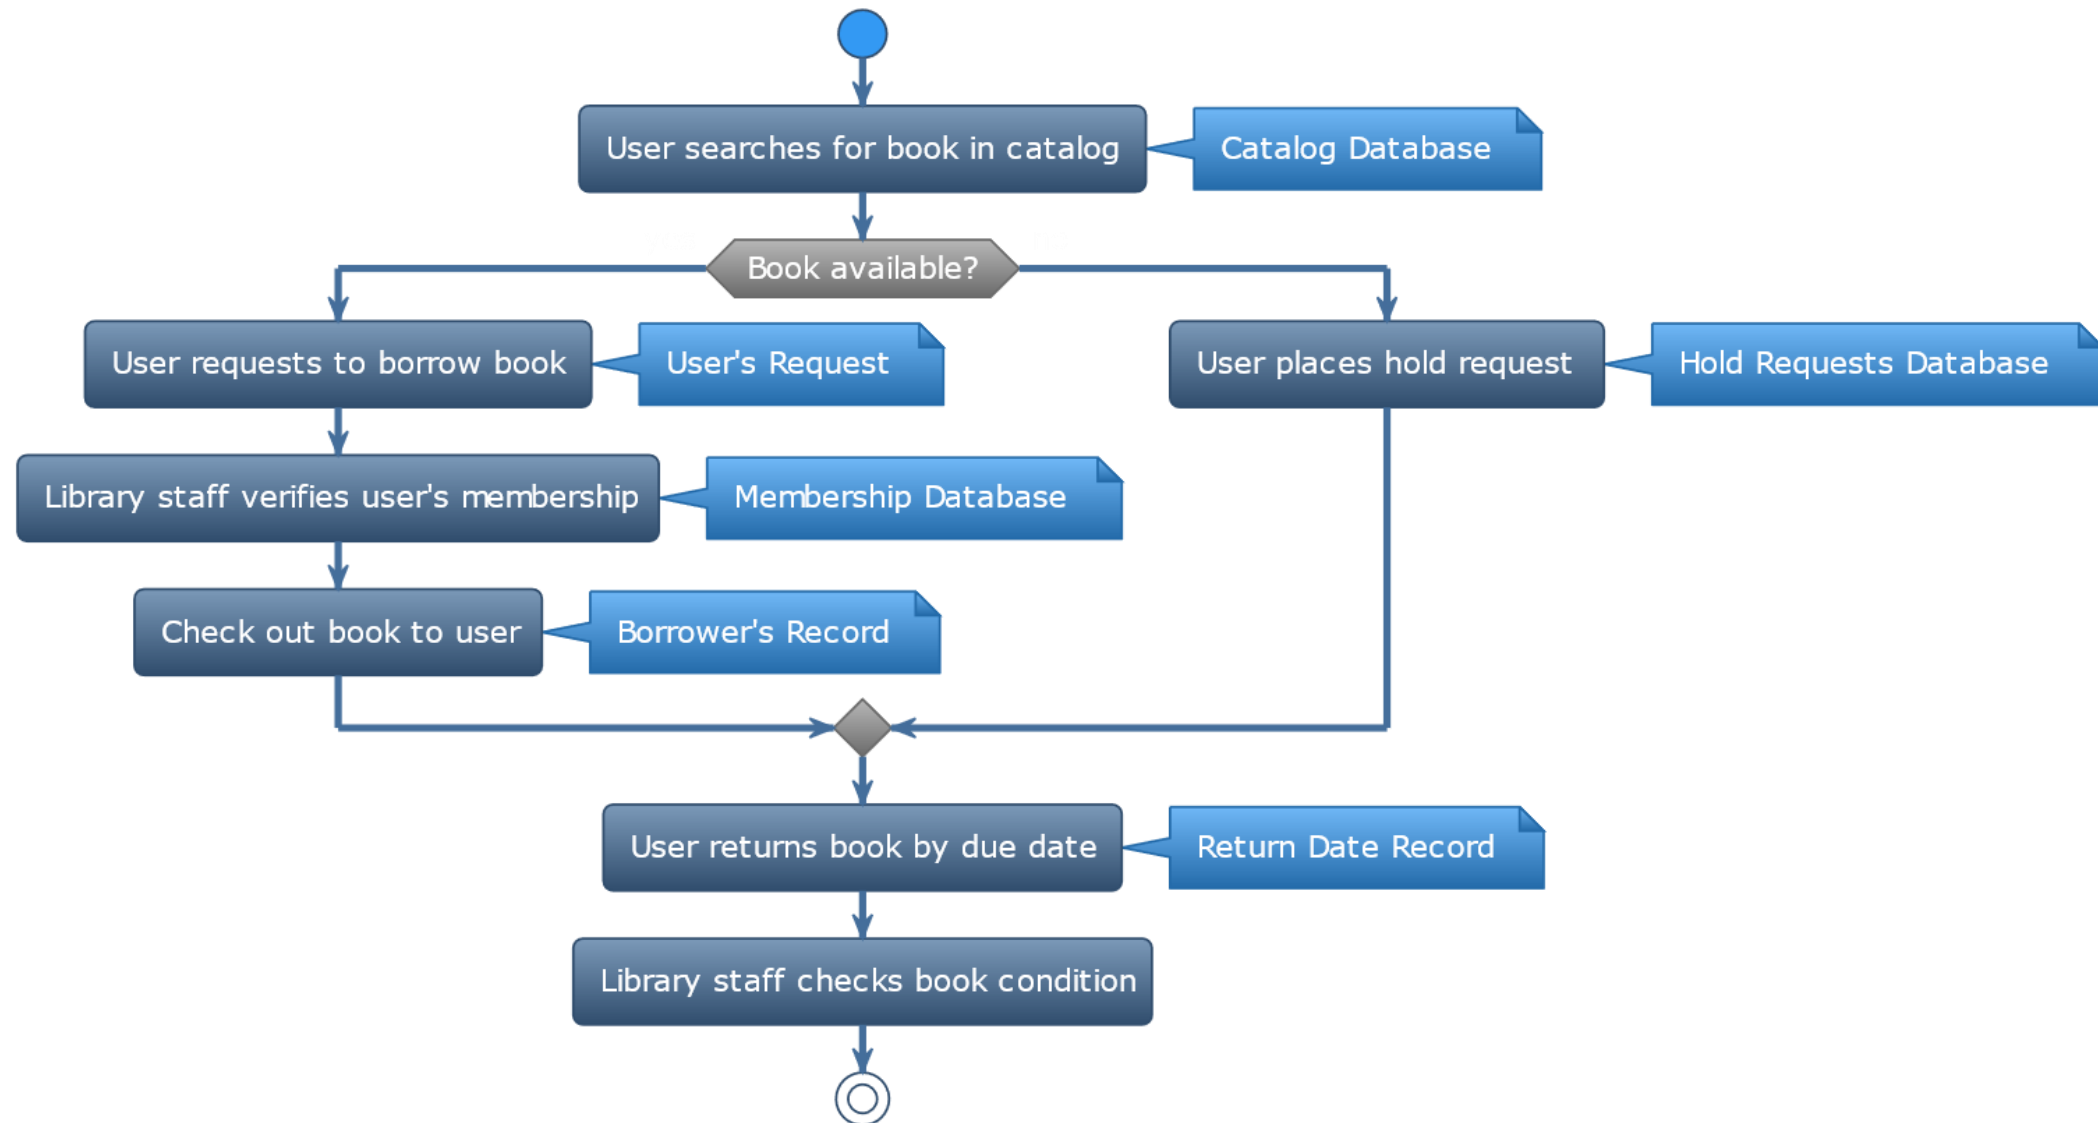 User searches for book in catalog
Catalog Database
Book available?
User requests to borrow book
User's Request
User places hold request
Hold Requests Database
Library staff verifies user's membership
Membership Database
Check out book to user
Borrower's Record
User returns book by due date
Return Date Record
Library staff checks book condition